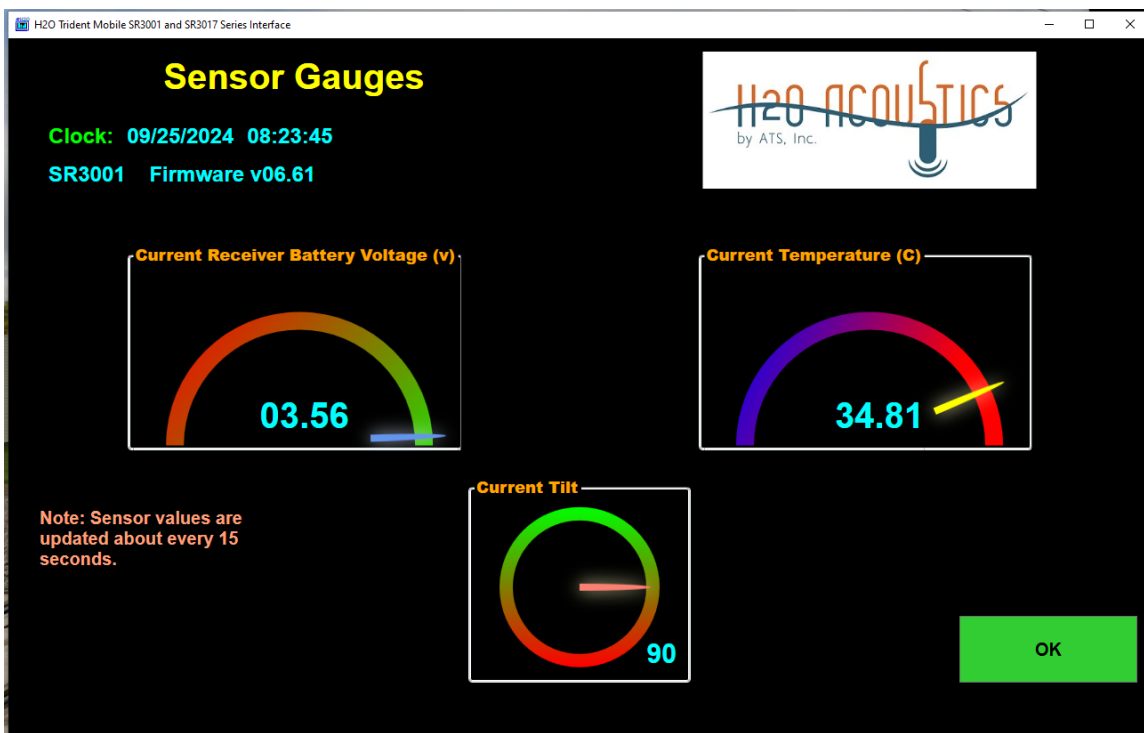 H2O Trident Mobile SR3001 and SR3017 Series Interface
Sensor Gauges
H2O ACOUSTICS
by ATS, Inc.
Clock: 09/25/2024 08:23:45
SR3001 Firmware v06.61
Current Receiver Battery Voltage (v)
03.56
Current Temperature (C)
34.81
Current Tilt
90
Note: Sensor values are
updated about every 15
seconds.
OK